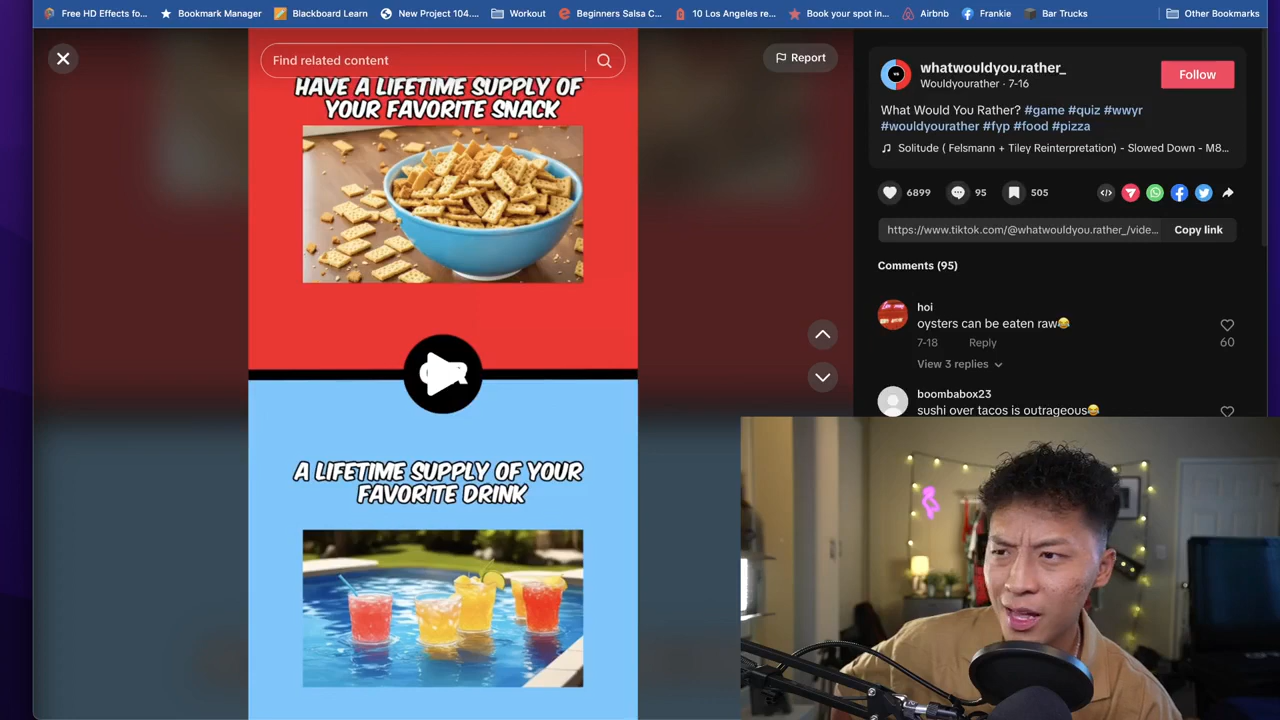 Free HD Effects fo...
Bookmark Manager
Blackboard Learn
New Project 104....
Workout
Beginners Salsa C...
10 Los Angeles re...
Book your spot in...
Airbnb
Frankie
Bar Trucks
Other Bookmarks
Find related content
Report
HAVE A LIFETIME SUPPLY OF
YOUR FAVORITE SNACK
A LIFETIME SUPPLY OF YOUR
FAVORITE DRINK
whatwouldyou.rather_
Wouldyourather · 7-16
Follow
What Would You Rather? #game #quiz #wwyr
#wouldyourather #fyp #food #pizza
Solitude ( Felsmann + Tiley Reinterpretation) - Slowed Down - M8...
6899
95
505
https://www.tiktok.com/@whatwouldyou.rather_/vide...
Copy link
Comments (95)
hoi
oysters can be eaten raw😂
7-18 Reply
60
View 3 replies
boombabox23
sushi over tacos is outrageous😂